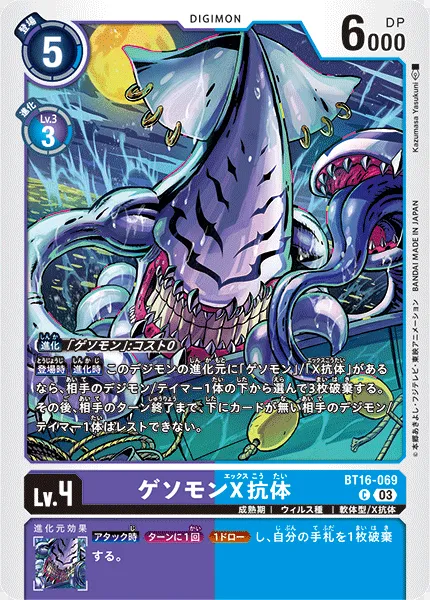 登場
5
DIGIMON
6000
DP
進化
Lv.3
3
Kazumasa Yasukuni
BANDAI MADE IN JAPAN
©本郷あきよし・フジテレビ・東映アニメーション
進化 「ゲソモン」:コスト0
登場時 進化時 このデジモンの進化元に「ゲソモン」/「X抗体」がある
なら、相手のデジモン/テイマー1体の下から選んで3枚破棄する。
その後、相手のターン終了まで、下にカードが無い相手のデジモン/
テイマー1体はレストできない。
Lv.4
ゲソモンX抗体
エックス こう たい
BT16-069
C 03
成熟期 ウィルス種 軟体型/X抗体
進化元効果
アタック時 ターンに1回 1ドローし、自分の手札を1枚破棄
する。